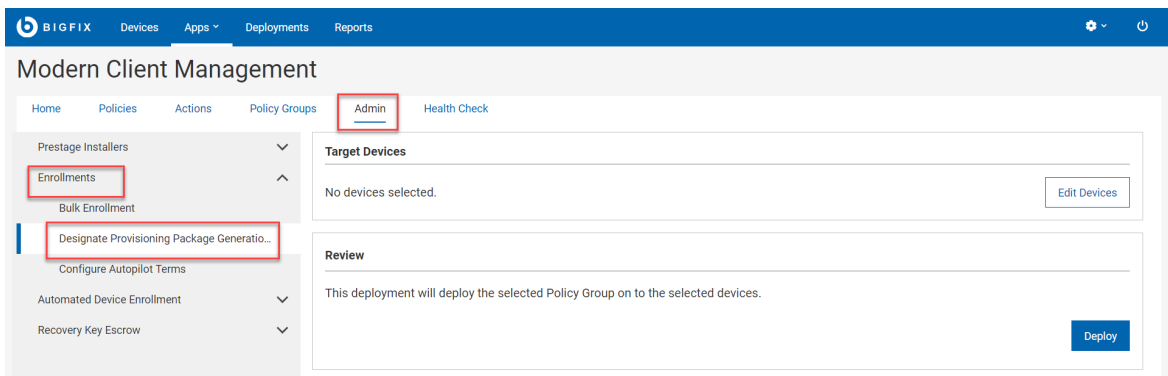 BIGFIX Devices Apps Deployments Reports
Modern Client Management
Home Policies Actions Policy Groups Admin Health Check
Prestage Installers
Enrollments
Bulk Enrollment
Designate Provisioning Package Generatio...
Configure Autopilot Terms
Automated Device Enrollment
Recovery Key Escrow
Target Devices
No devices selected.
Edit Devices
Review
This deployment will deploy the selected Policy Group on to the selected devices.
Deploy